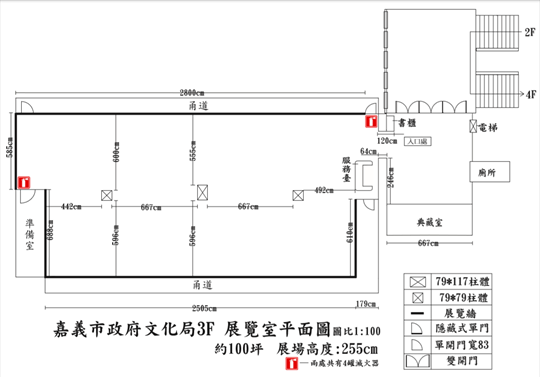 2F
4F
2800cm
甬道
書櫃
電梯
120cm
入口處
64cm
585cm
600cm
555cm
服務臺
246cm
廁所
492cm
442cm
667cm
667cm
準備室
688cm
596cm
596cm
610cm
典藏室
667cm
甬道
2505cm
179cm
79*117柱體
79*79柱體
展覽牆
隱藏式單門
單開門寬83
雙開門
嘉義市政府文化局3F 展覽室平面圖 圖比1:100
約100坪 展場高度:255cm
—兩處共有4罐滅火器